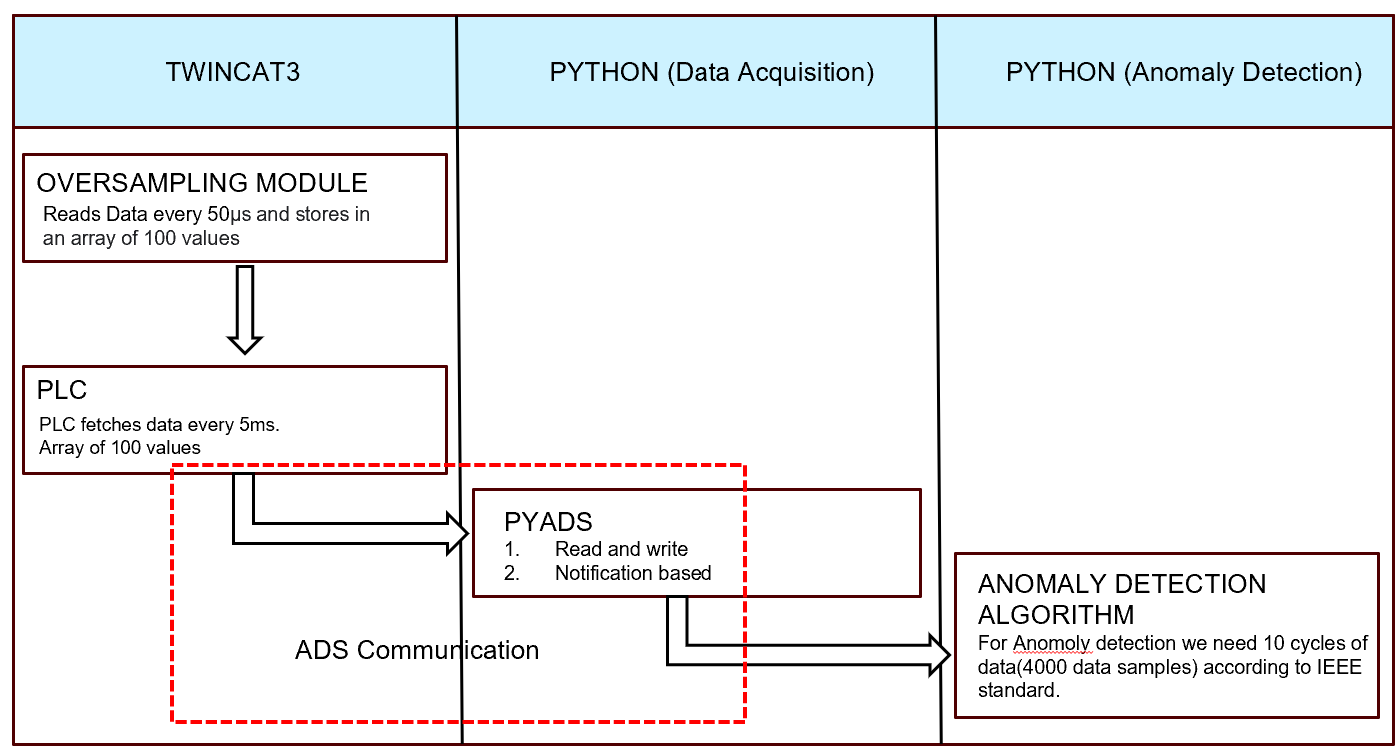 TWINCAT3
PYTHON (Data Acquisition)
PYTHON (Anomaly Detection)
OVERSAMPLING MODULE
Reads Data every 50µs and stores in
an array of 100 values
PLC
PLC fetches data every 5ms.
Array of 100 values
PYADS
1. Read and write
2. Notification based
ADS Communication
ANOMALY DETECTION
ALGORITHM
For Anomoly detection we need 10 cycles of
data(4000 data samples) according to IEEE
standard.